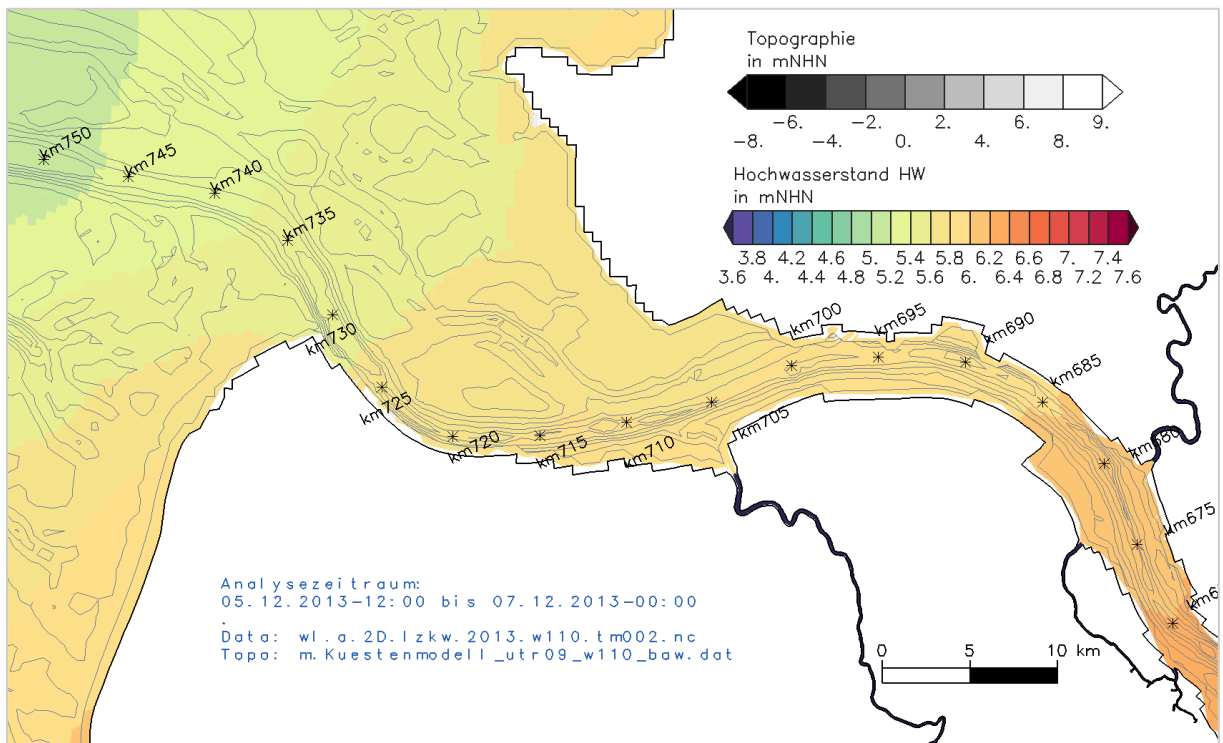 Topographie
in mNHN
-6. -2. 2. 6. 9.
-8. -4. 0. 4. 8.
Hochwasserstand HW
in mNHN
3.8 4.2 4.6 5. 5.4 5.8 6.2 6.6 7. 7.4
3.6 4. 4.4 4.8 5.2 5.6 6. 6.4 6.8 7.2 7.6
km750
km745
km740
km735
km730
km725
km720
km715
km710
km705
km700
km695
km690
km685
km680
km675
Analysezeitraum:
05.12.2013-12:00 bis 07.12.2013-00:00
.
Data: wl.a.2D.lzkw.2013.w110.tm002.nc
Topo: m.Kuestenmodell_utr09_w110_baw.dat
0 5 10 km